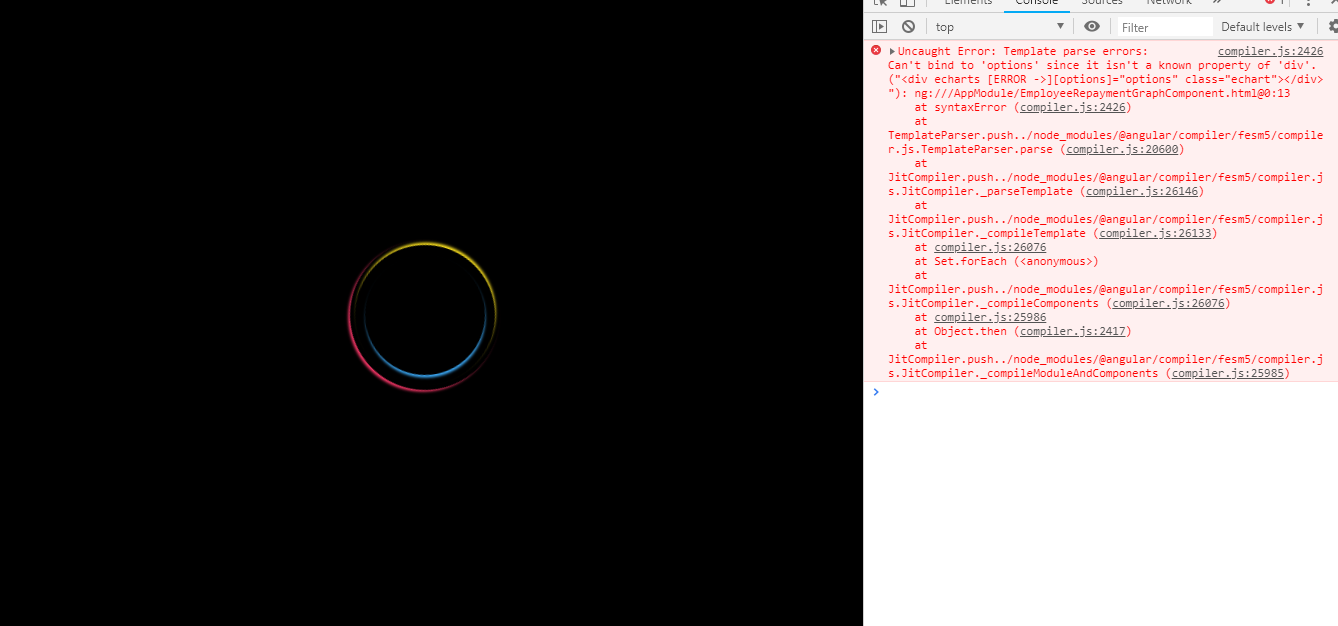 Elements Console Sources Network » 1
top Filter Default levels
Uncaught Error: Template parse errors: compiler.js:2426
Can't bind to 'options' since it isn't a known property of 'div'.
("<div echarts [ERROR ->][options]="options" class="echart"></div>
"): ng:///AppModule/EmployeeRepaymentGraphComponent.html@0:13
at syntaxError (compiler.js:2426)
at
TemplateParser.push../node_modules/@angular/compiler/fesm5/compile
r.js.TemplateParser.parse (compiler.js:20600)
at
JitCompiler.push../node_modules/@angular/compiler/fesm5/compiler.j
s.JitCompiler._parseTemplate (compiler.js:26146)
at
JitCompiler.push../node_modules/@angular/compiler/fesm5/compiler.j
s.JitCompiler._compileTemplate (compiler.js:26133)
at compiler.js:26076
at Set.forEach (<anonymous>)
at
JitCompiler.push../node_modules/@angular/compiler/fesm5/compiler.j
s.JitCompiler._compileComponents (compiler.js:26076)
at compiler.js:25986
at Object.then (compiler.js:2417)
at
JitCompiler.push../node_modules/@angular/compiler/fesm5/compiler.j
s.JitCompiler._compileModuleAndComponents (compiler.js:25985)